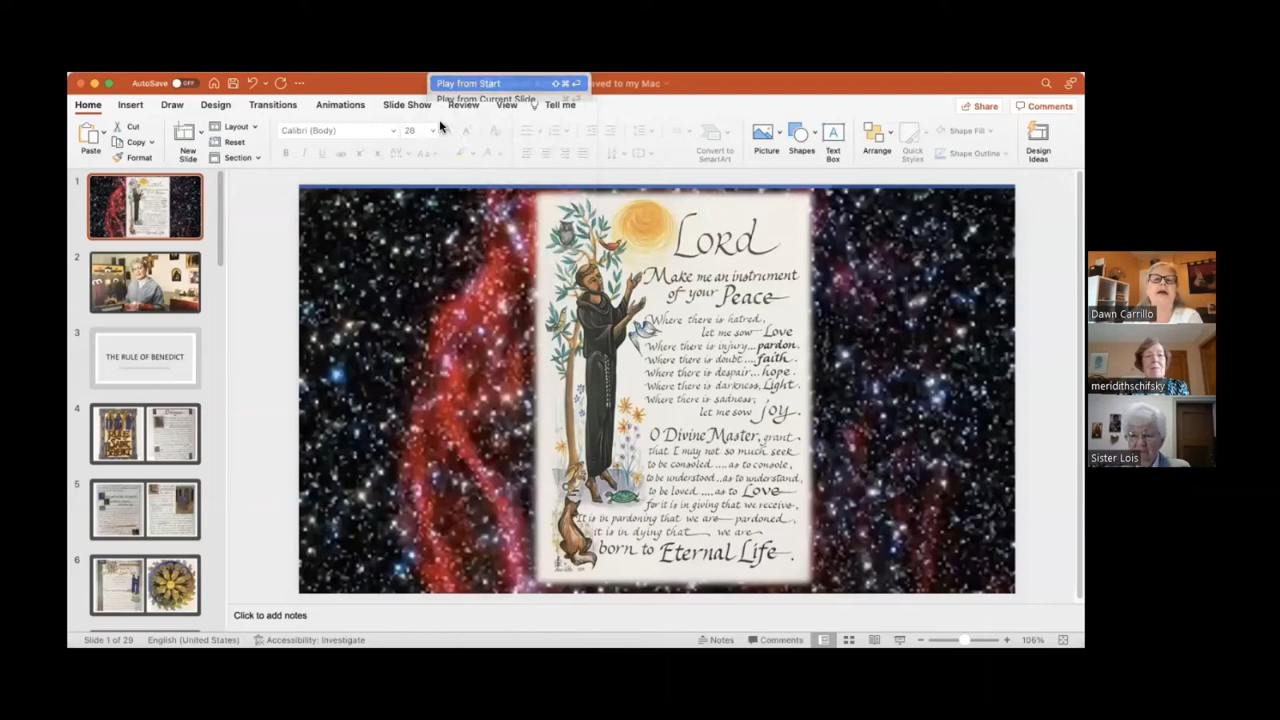 AutoSave OFF
Play from Start
aved to my Mac
Play from Current Slide
Home Insert Draw Design Transitions Animations Slide Show Review View Tell me
Share Comments
Paste
Cut
Copy
Format
New Slide
Layout
Reset
Section
Calibri (Body) 28
Convert to SmartArt
Picture
Shapes
Text Box
Arrange
Quick Styles
Shape Fill
Shape Outline
Design Ideas
1
2
3
THE RULE OF BENEDICT
4
5
6
Lord
Make me an instrument
of your Peace
Where there is hatred,
let me sow Love
Where there is injury...pardon.
Where there is doubt....faith.
Where there is despair...hope.
Where there is darkness, Light.
Where there is sadness,
let me sow joy.
O Divine Master, grant
that I may not so much seek
to be consoled....as to console,
to be understood..as to understand,
to be loved....as to Love
for it is in giving that we receive,
It is in pardoning that we are pardoned,
it is in dying that we are
born to Eternal Life.
Dawn Carrillo
meridithschifsky
Sister Lois
Click to add notes
Slide 1 of 29 English (United States) Accessibility: Investigate
Notes Comments 106%